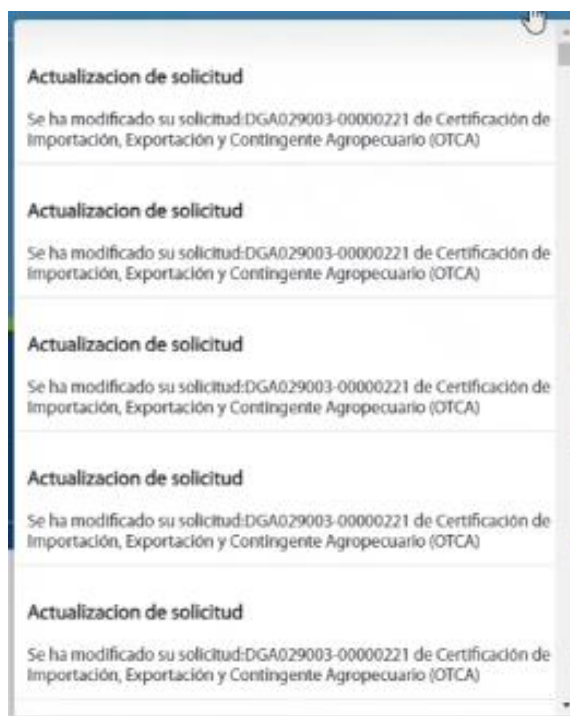 Actualizacion de solicitud
Se ha modificado su solicitud:DGA029003-00000221 de Certificación de
Importación, Exportación y Contingente Agropecuario (OTCA)
Actualizacion de solicitud
Se ha modificado su solicitud:DGA029003-00000221 de Certificación de
Importación, Exportación y Contingente Agropecuario (OTCA)
Actualizacion de solicitud
Se ha modificado su solicitud:DGA029003-00000221 de Certificación de
Importación, Exportación y Contingente Agropecuario (OTCA)
Actualizacion de solicitud
Se ha modificado su solicitud:DGA029003-00000221 de Certificación de
Importación, Exportación y Contingente Agropecuario (OTCA)
Actualizacion de solicitud
Se ha modificado su solicitud:DGA029003-00000221 de Certificación de
Importación, Exportación y Contingente Agropecuario (OTCA)